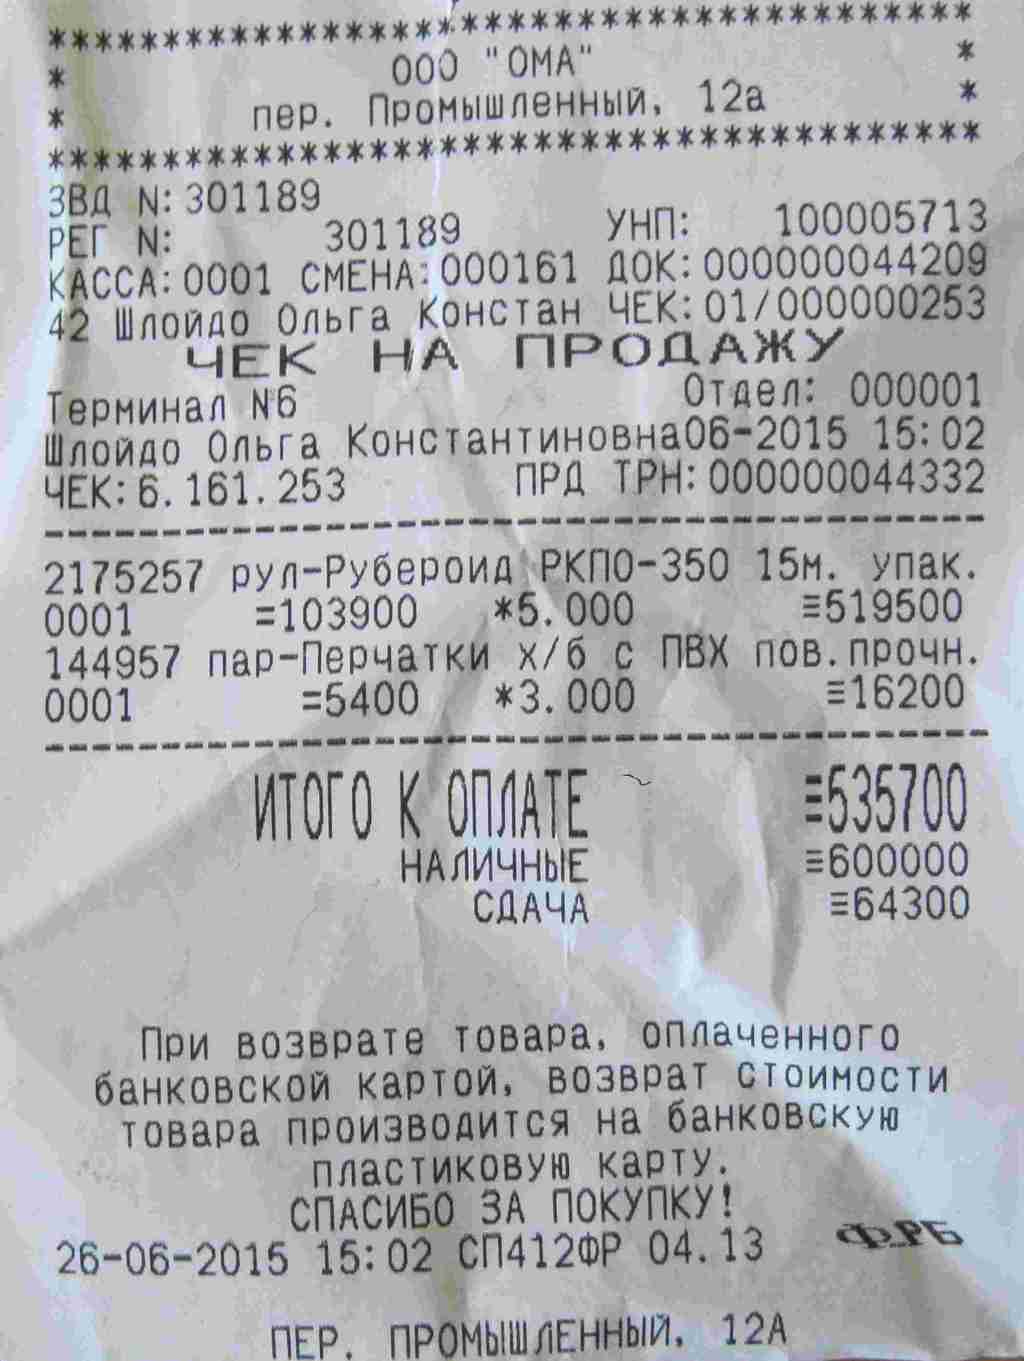 ****************************************
* ООО "ОМА" *
* пер. Промышленный, 12а *
****************************************
ЗВД N: 301189
РЕГ N: 301189 УНП: 100005713
КАССА: 0001 СМЕНА: 000161 ДОК: 000000044209
42 Шлойдо Ольга Констан ЧЕК: 01/000000253
ЧЕК НА ПРОДАЖУ
Терминал N6 Отдел: 000001
Шлойдо Ольга Константиновна06-2015 15:02
ЧЕК: 6.161.253 ПРД ТРН: 000000044332
----------------------------------------
2175257 рул-Рубероид РКПО-350 15м. упак.
0001 =103900 *5.000 ≡519500
144957 пар-Перчатки х/б с ПВХ пов.прочн.
0001 =5400 *3.000 ≡16200
----------------------------------------
ИТОГО К ОПЛАТЕ ≡535700
НАЛИЧНЫЕ ≡600000
СДАЧА ≡64300
При возврате товара, оплаченного
банковской картой, возврат стоимости
товара производится на банковскую
пластиковую карту.
СПАСИБО ЗА ПОКУПКУ!
26-06-2015 15:02 СП412ФР 04.13 ФРБ
ПЕР. ПРОМЫШЛЕННЫЙ, 12А